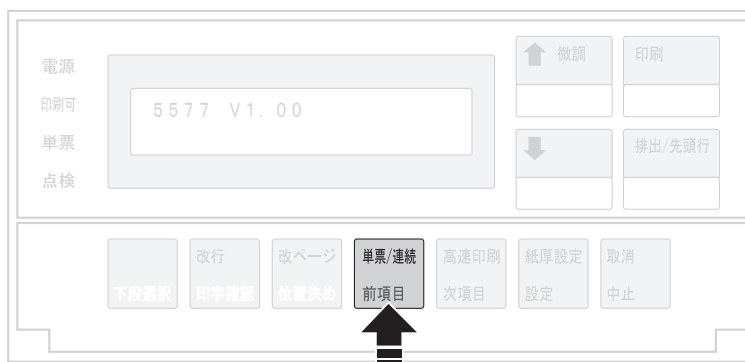 電源
印刷可
単票
点検
5577 V1.00
微調
印刷
排出/先頭行
下段選択
改行
印字確認
改ページ
位置決め
単票/連続
前項目
高速印刷
次項目
紙厚設定
設定
取消
中止